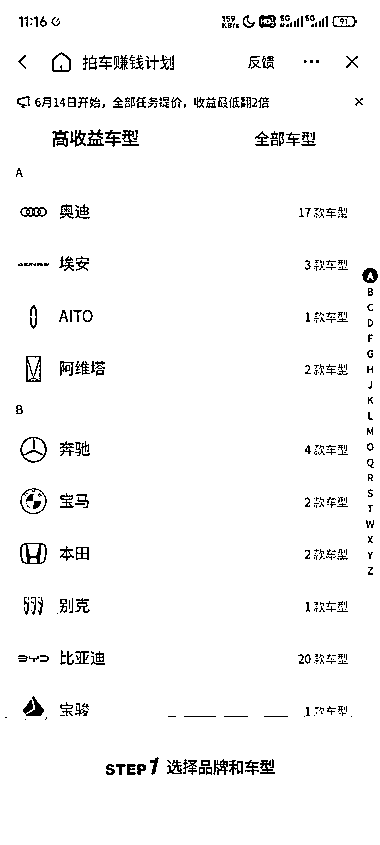 11:16
159 KB/s HD 5G 5G 91
拍车赚钱计划 反馈
6月14日开始，全部任务提价，收益最低翻2倍
高收益车型 全部车型
A
奥迪 17款车型
埃安 3款车型
AITO 1款车型
阿维塔 2款车型
B
奔驰 4款车型
宝马 2款车型
本田 2款车型
别克 1款车型
BYD 比亚迪 20款车型
宝骏 1款车型
A
B
C
D
F
G
H
J
K
L
M
O
Q
R
S
T
W
X
Y
Z
STEP1 选择品牌和车型